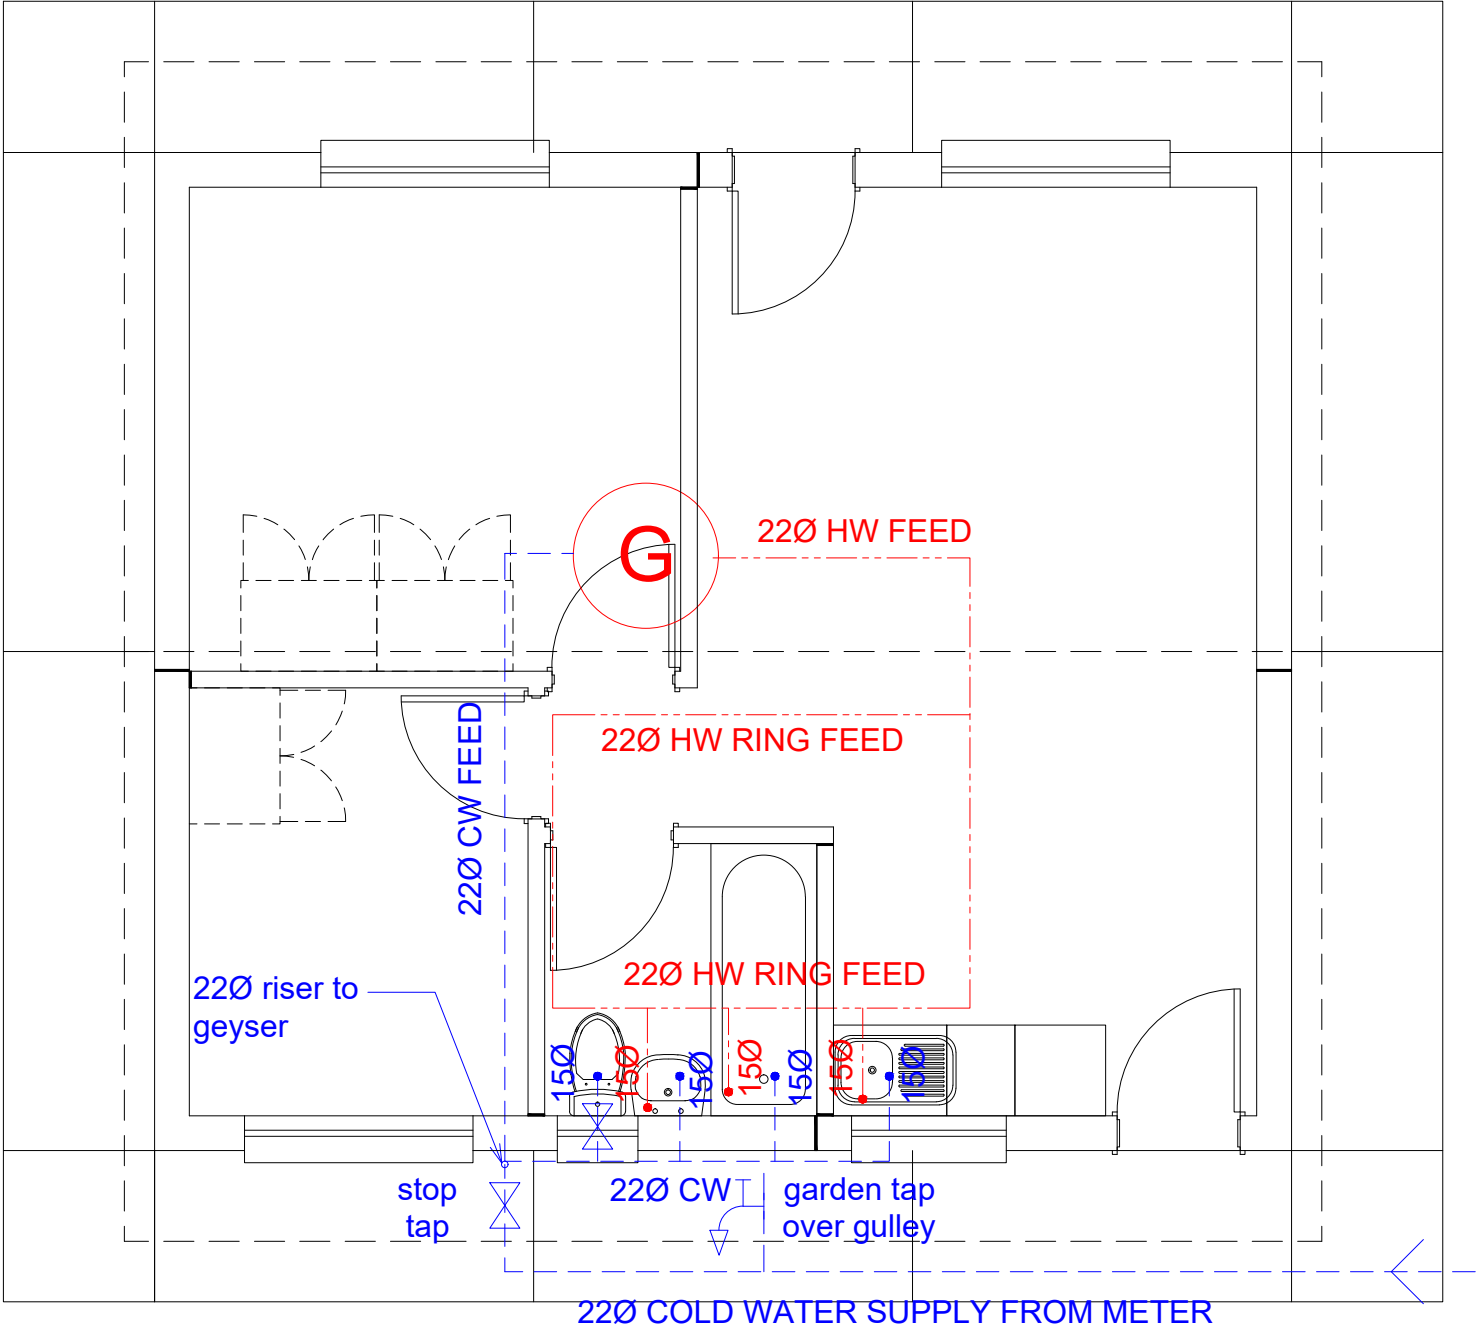 G
22Ø HW FEED
22Ø HW RING FEED
22Ø CW FEED
22Ø HW RING FEED
22Ø riser to
geyser
15Ø
15Ø
15Ø
15Ø
15Ø
15Ø
15Ø
stop
tap
22Ø CW
garden tap
over gulley
22Ø COLD WATER SUPPLY FROM METER